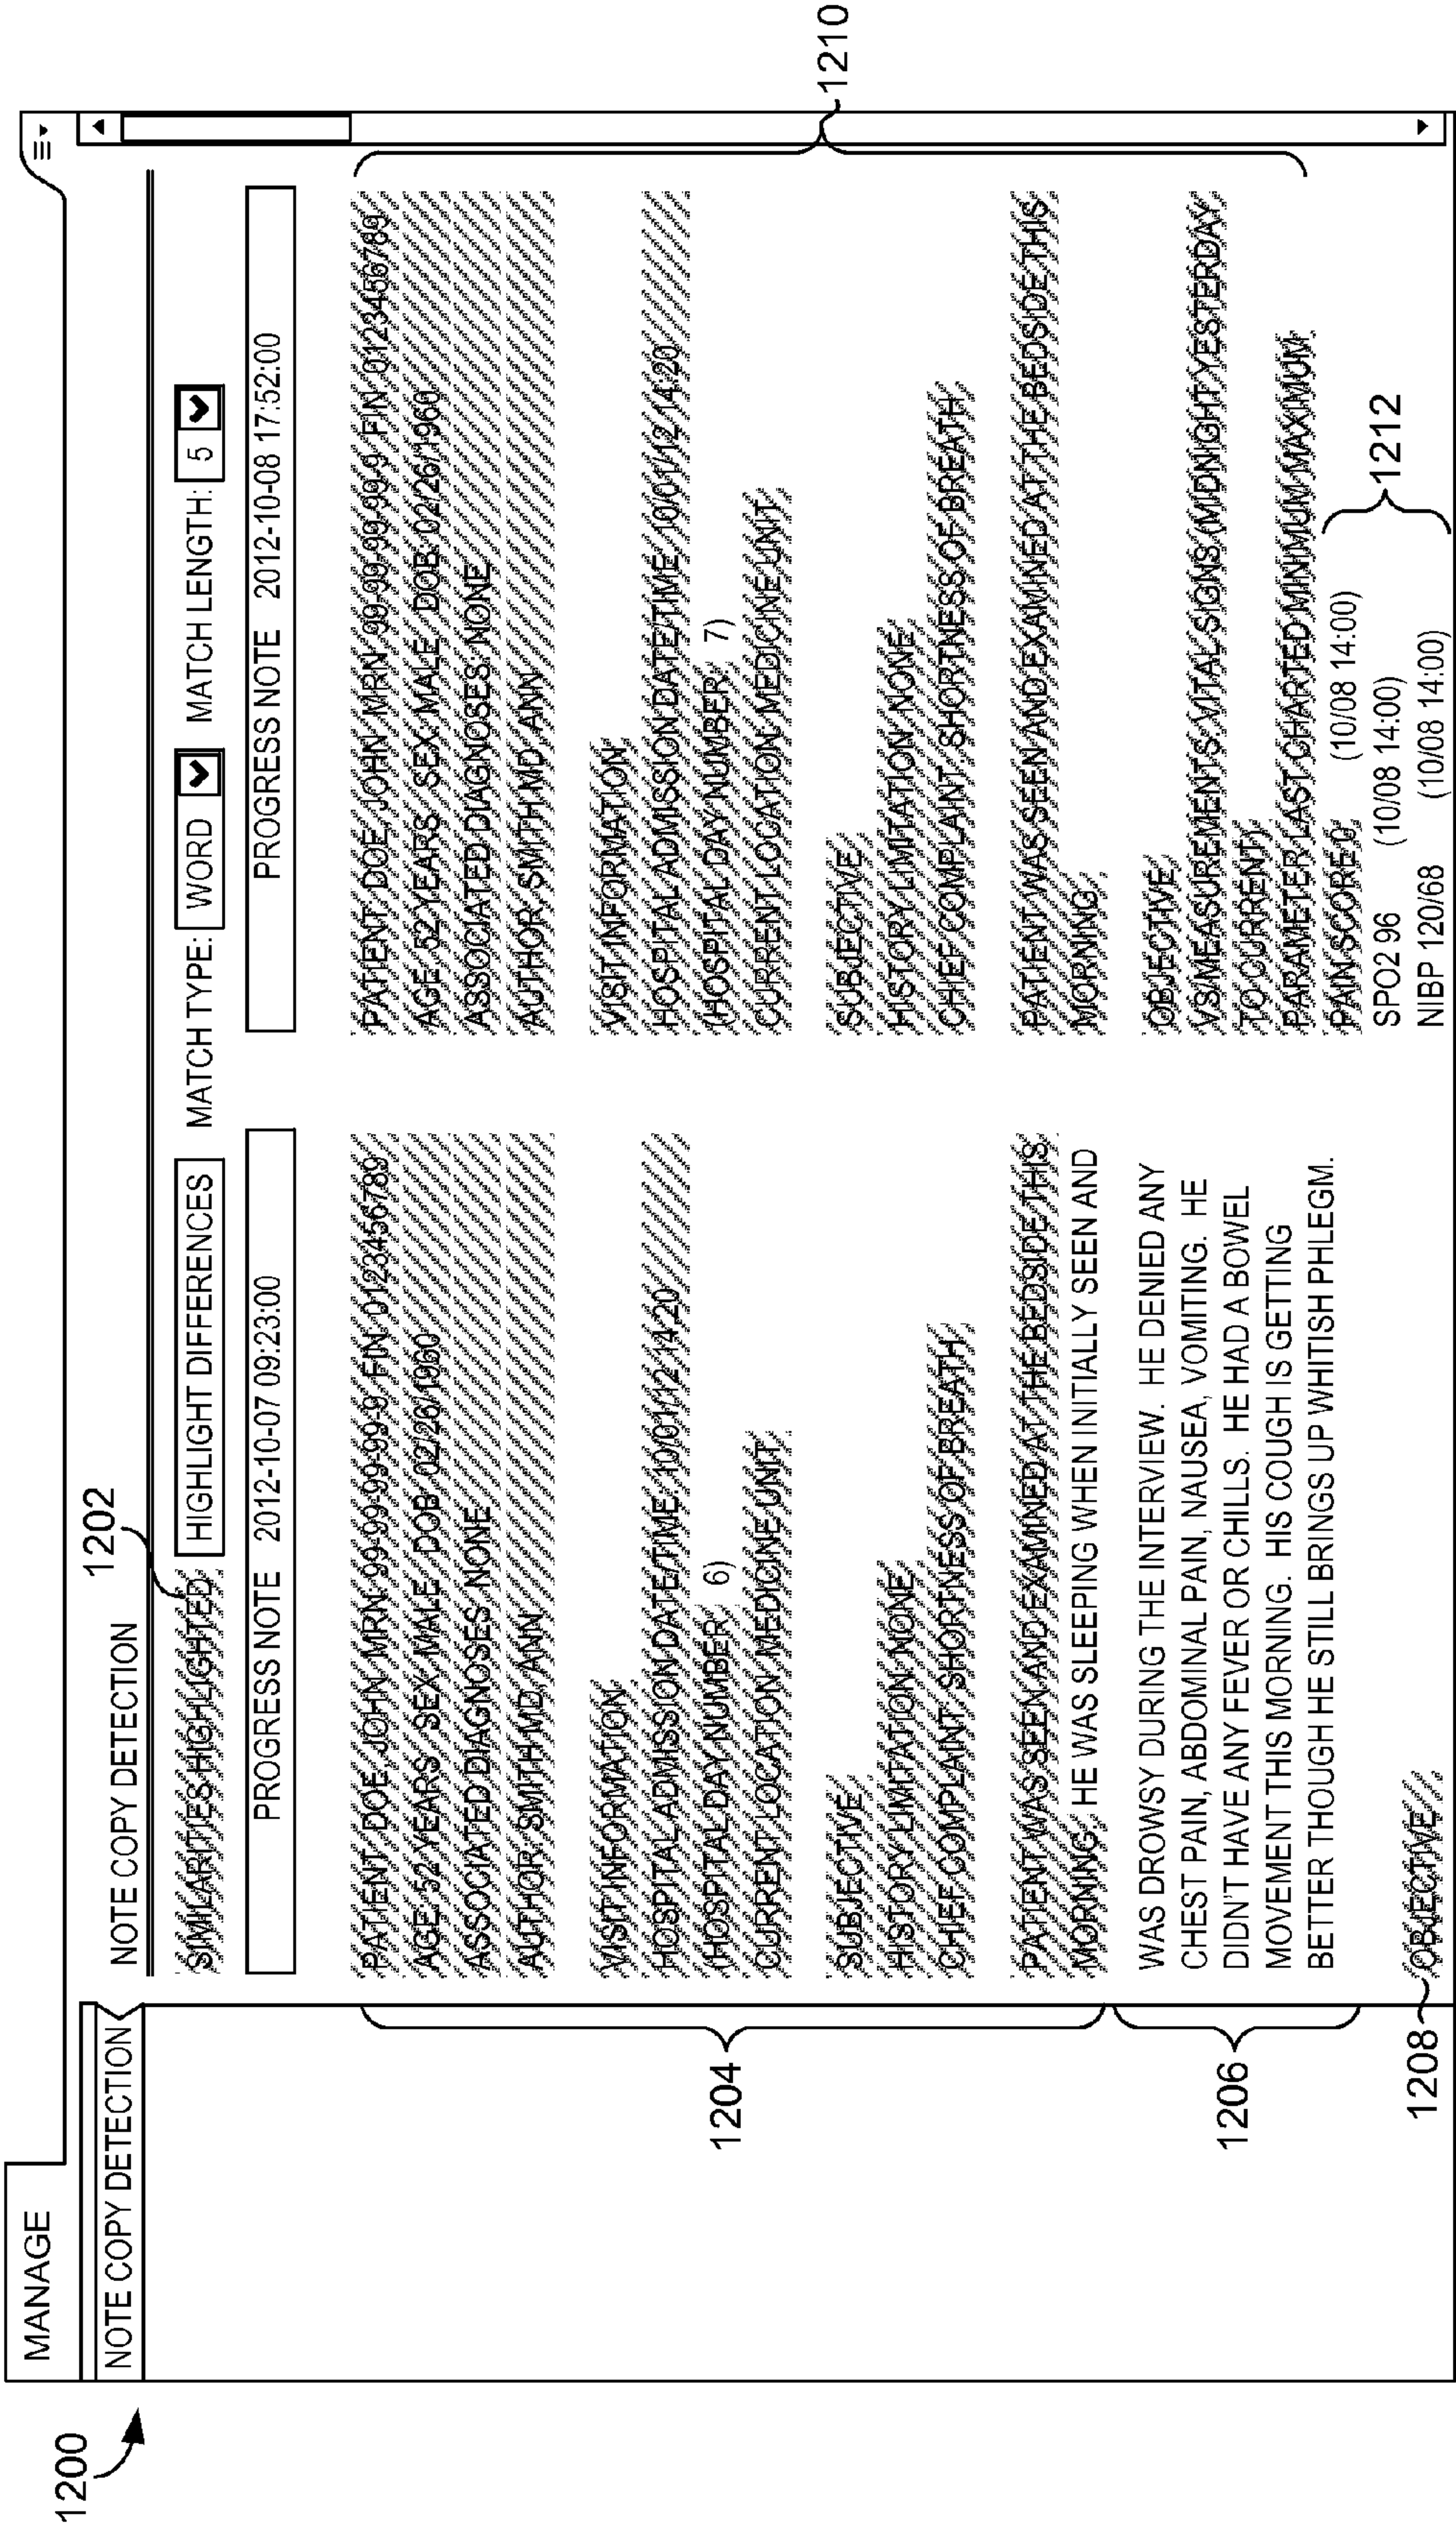 1200
MANAGE
NOTE COPY DETECTION
NOTE COPY DETECTION
1202
SIMILARITIES HIGHLIGHTED HIGHLIGHT DIFFERENCES MATCH TYPE: WORD MATCH LENGTH: 5
PROGRESS NOTE 2012-10-07 09:23:00
PATIENT: DOE, JOHN MRN: 99-99-99-99-9 FIN: 0123456789
AGE: 52 YEARS SEX: MALE DOB: 02/26/1960
ASSOCIATED DIAGNOSES: NONE
AUTHOR: SMITH MD, ANN
VISIT INFORMATION
HOSPITAL ADMISSION DATE/TIME: 10/01/12 14:20
(HOSPITAL DAY NUMBER: 6)
CURRENT LOCATION: MEDICINE UNIT
SUBJECTIVE
HISTORY LIMITATION: NONE
CHIEF COMPLAINT: SHORTNESS OF BREATH
PATIENT WAS SEEN AND EXAMINED AT THE BEDSIDE THIS
MORNING. HE WAS SLEEPING WHEN INITIALLY SEEN AND
WAS DROWSY DURING THE INTERVIEW. HE DENIED ANY
CHEST PAIN, ABDOMINAL PAIN, NAUSEA, VOMITING. HE
DIDN'T HAVE ANY FEVER OR CHILLS. HE HAD A BOWEL
MOVEMENT THIS MORNING. HIS COUGH IS GETTING
BETTER THOUGH HE STILL BRINGS UP WHITISH PHLEGM.
OBJECTIVE
1204
1206
1208
PROGRESS NOTE 2012-10-08 17:52:00
PATIENT: DOE, JOHN MRN: 99-99-99-99-9 FIN: 0123456789
AGE: 52 YEARS SEX: MALE DOB: 02/26/1960
ASSOCIATED DIAGNOSES: NONE
AUTHOR: SMITH MD, ANN
VISIT INFORMATION
HOSPITAL ADMISSION DATE/TIME: 10/01/12 14:20
(HOSPITAL DAY NUMBER: 7)
CURRENT LOCATION: MEDICINE UNIT
SUBJECTIVE
HISTORY LIMITATION: NONE
CHIEF COMPLAINT: SHORTNESS OF BREATH
PATIENT WAS SEEN AND EXAMINED AT THE BEDSIDE THIS
MORNING.
OBJECTIVE
VS/MEASUREMENTS: VITAL SIGNS (MIDNIGHT YESTERDAY
TO CURRENT)
PARAMETER LAST CHARTED MINIMUM MAXIMUM
PAIN SCORE 0 (10/08 14:00)
SPO2 96 (10/08 14:00)
NIBP 120/68 (10/08 14:00)
1210
1212